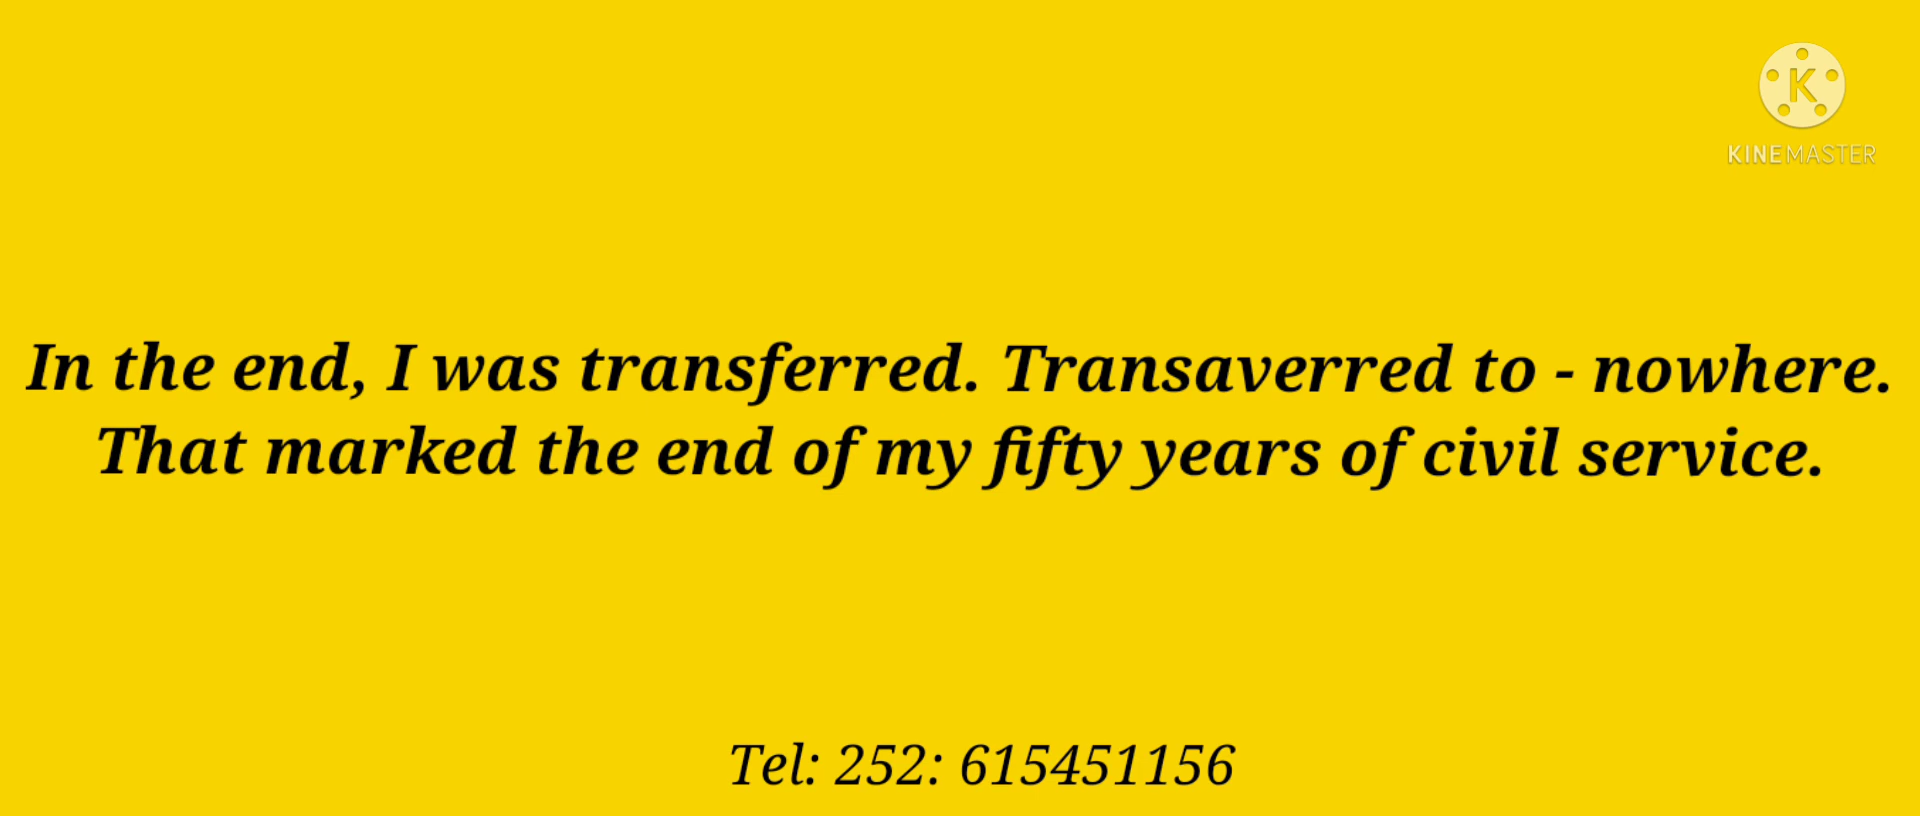 KINEMASTER
In the end, I was transferred. Transaverred to - nowhere.
That marked the end of my fifty years of civil service.
Tel: 252: 615451156